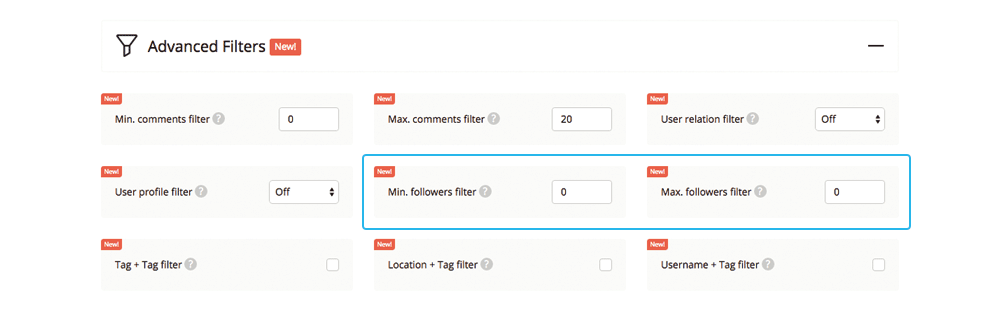 Advanced Filters New!
New! New! New!
Min. comments filter ? 0 Max. comments filter ? 20 User relation filter ? Off
New! New! New!
User profile filter ? Off Min. followers filter ? 0 Max. followers filter ? 0
New! New! New!
Tag + Tag filter ? Location + Tag filter ? Username + Tag filter ?